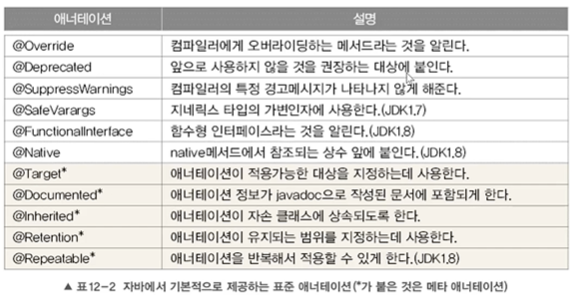 애너테이션 설명
@Override 컴파일러에게 오버라이딩하는 메서드라는 것을 알린다.
@Deprecated 앞으로 사용하지 않을 것을 권장하는 대상에 붙인다.
@SuppressWarnings 컴파일러의 특정 경고메시지가 나타나지 않게 해준다.
@SafeVarargs 지네릭스 타입의 가변인자에 사용한다.(JDK1.7)
@FunctionalInterface 함수형 인터페이스라는 것을 알린다.(JDK1.8)
@Native native메서드에서 참조되는 상수 앞에 붙인다.(JDK1.8)
@Target* 애너테이션이 적용가능한 대상을 지정하는데 사용한다.
@Documented* 애너테이션 정보가 javadoc으로 작성된 문서에 포함되게 한다.
@Inherited* 애너테이션이 자손 클래스에 상속되도록 한다.
@Retention* 애너테이션이 유지되는 범위를 지정하는데 사용한다.
@Repeatable* 애너테이션을 반복해서 적용할 수 있게 한다.(JDK1.8)
▲ 표12-2 자바에서 기본적으로 제공하는 표준 애너테이션(*가 붙은 것은 메타 애너테이션)